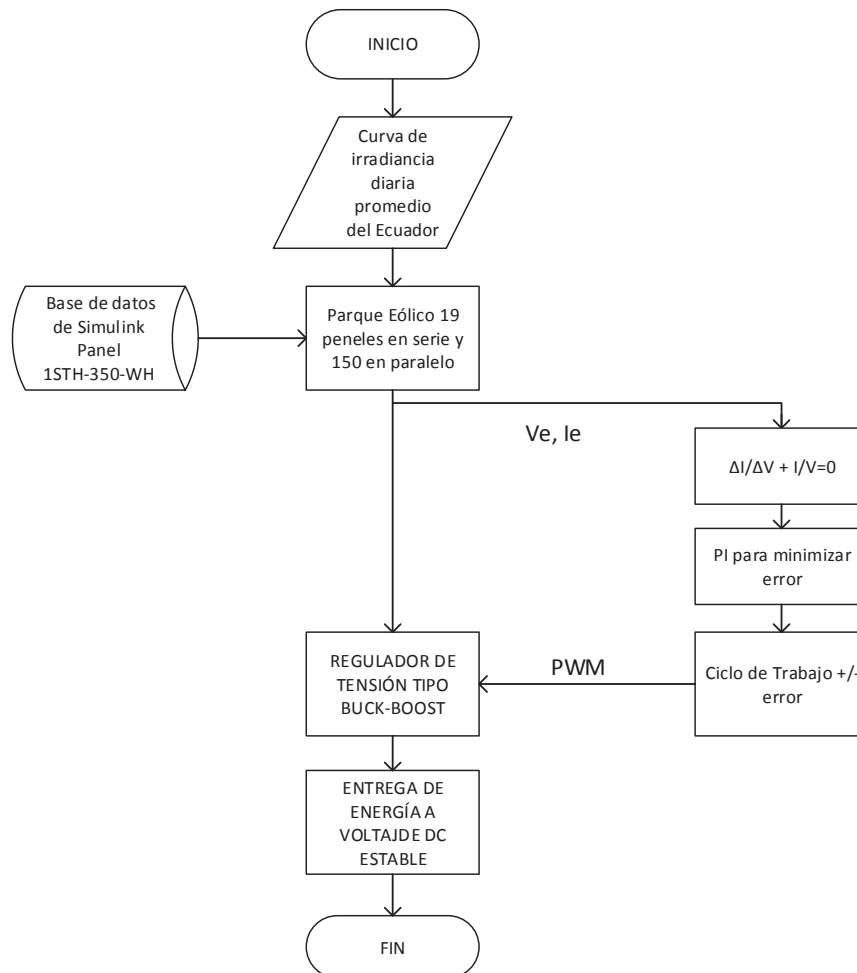 INICIO
Curva de
irradiancia
diaria
promedio
del Ecuador
Base de datos
de Simulink
Panel
1STH-350-WH
Parque Eólico 19
peneles en serie y
150 en paralelo
Ve, Ie
ΔI/ΔV + I/V=0
PI para minimizar
error
Ciclo de Trabajo +/-
error
PWM
REGULADOR DE
TENSIÓN TIPO
BUCK-BOOST
ENTREGA DE
ENERGÍA A
VOLTAJDE DC
ESTABLE
FIN